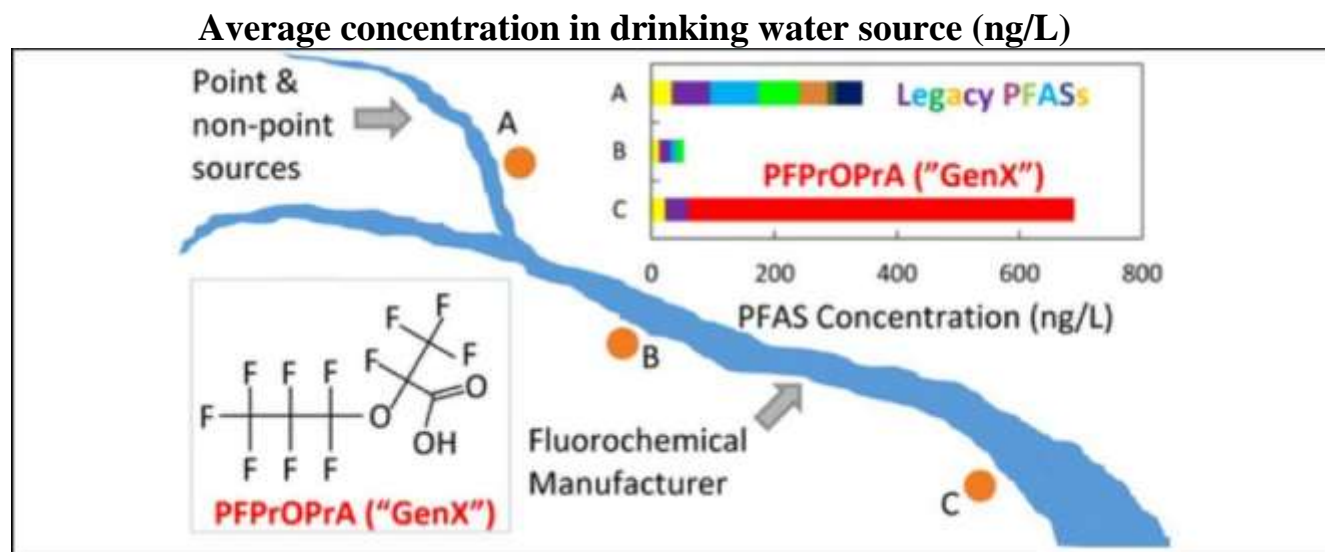 Average concentration in drinking water source (ng/L)
Point &
non-point
sources
A
A
Legacy PFASs
B
PFPrOPrA ("GenX")
C
0 200 400 600 800
PFAS Concentration (ng/L)
B
Fluorochemical
Manufacturer
C
F F
F F
F F F
F O O
OH
F F F
PFPrOPrA ("GenX")